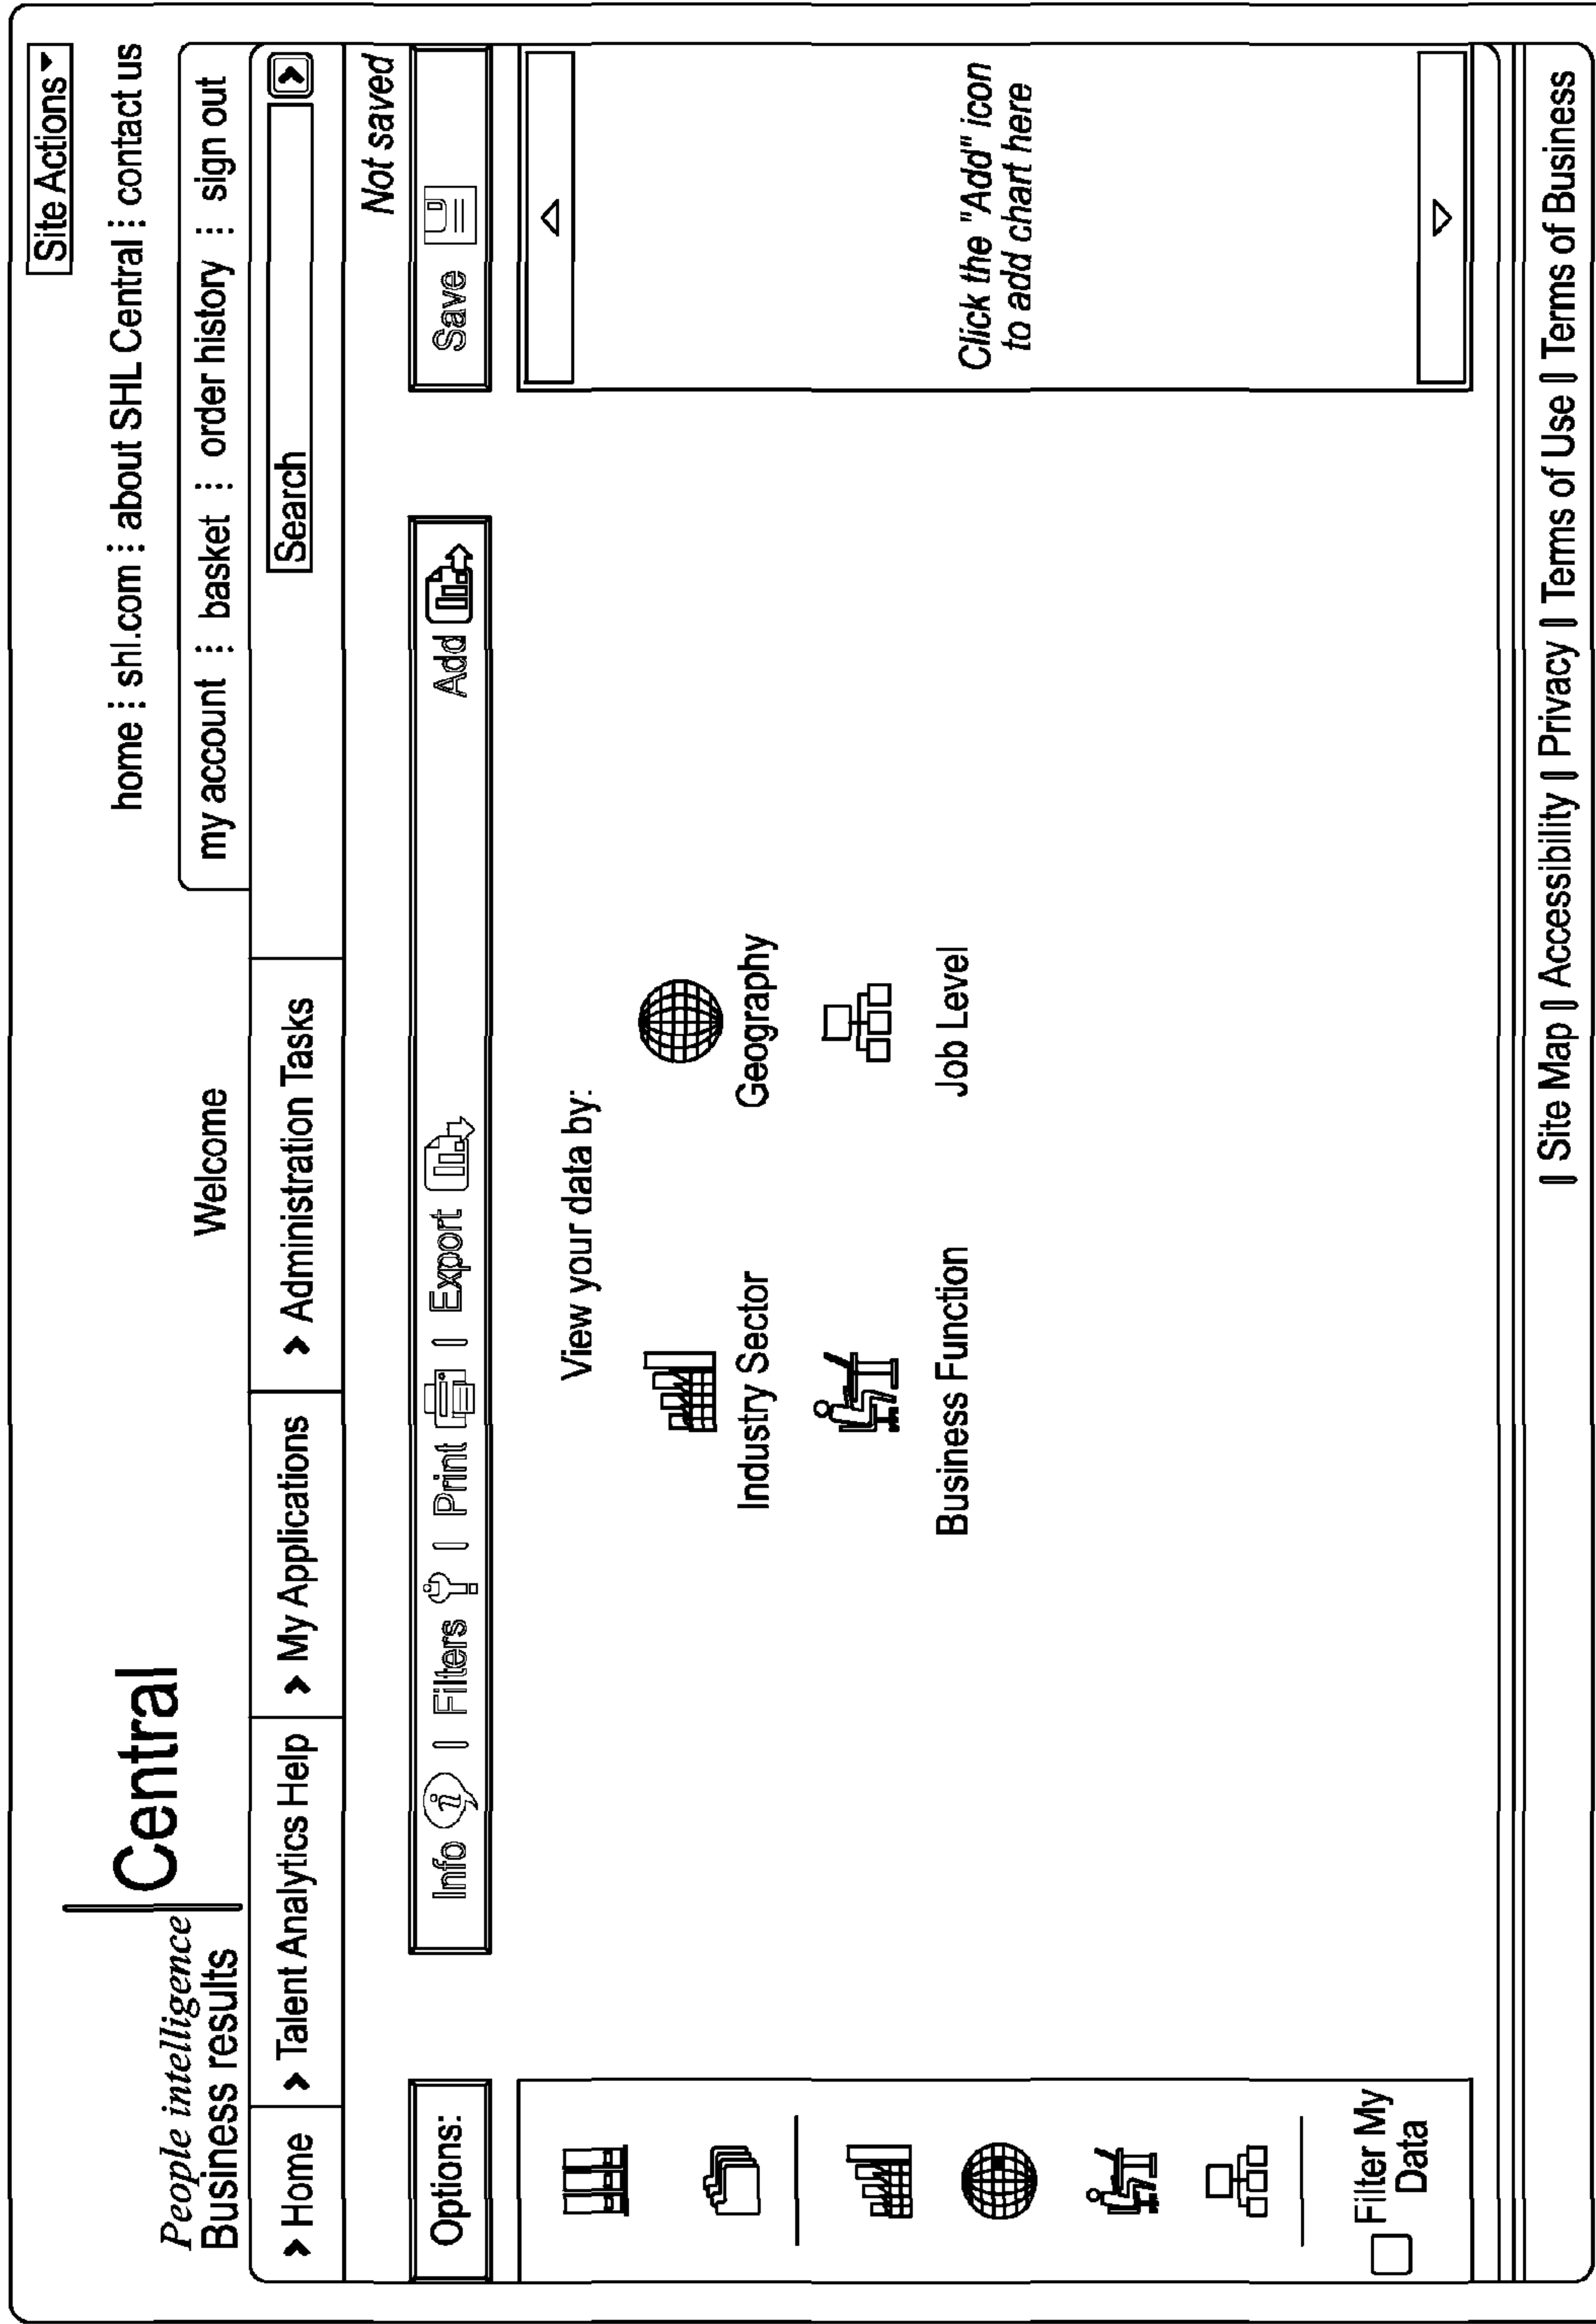 Site Actions
home ⋮ shl.com ⋮ about SHL Central ⋮ contact us
People intelligence
Business results
Central
Welcome
my account ⋮ basket ⋮ order history ⋮ sign out
Home
Talent Analytics Help
My Applications
Administration Tasks
Search
Not saved
Options:
Info | Filters | Print | Export
Add
Save
View your data by:
Industry Sector
Geography
Business Function
Job Level
Click the "Add" icon
to add chart here
Filter My
Data
| Site Map | Accessibility | Privacy | Terms of Use | Terms of Business